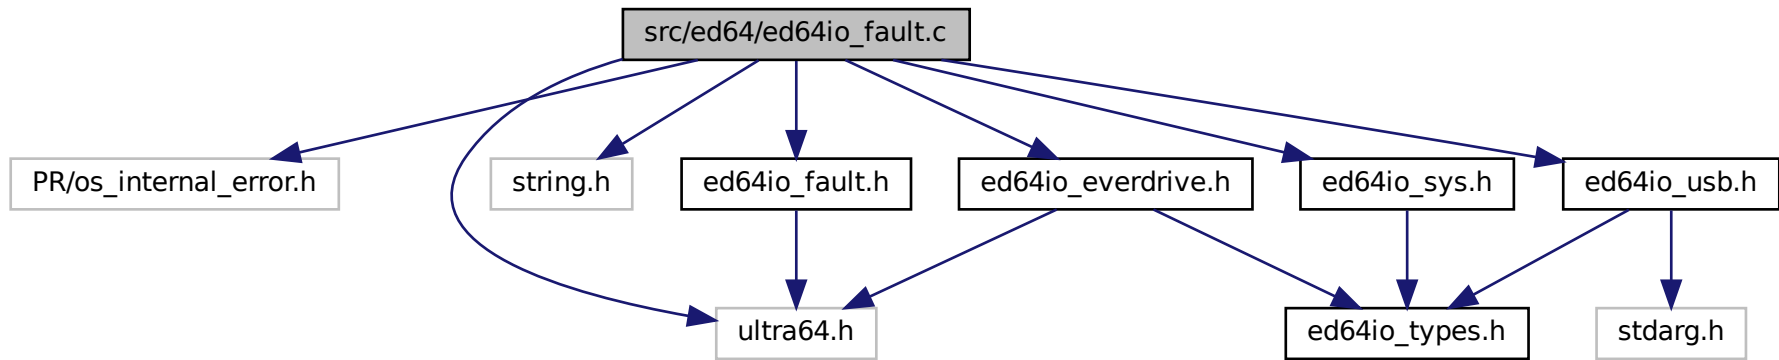 src/ed64/ed64io_fault.c
PR/os_internal_error.h
string.h
ed64io_fault.h
ed64io_everdrive.h
ed64io_sys.h
ed64io_usb.h
ultra64.h
ed64io_types.h
stdarg.h